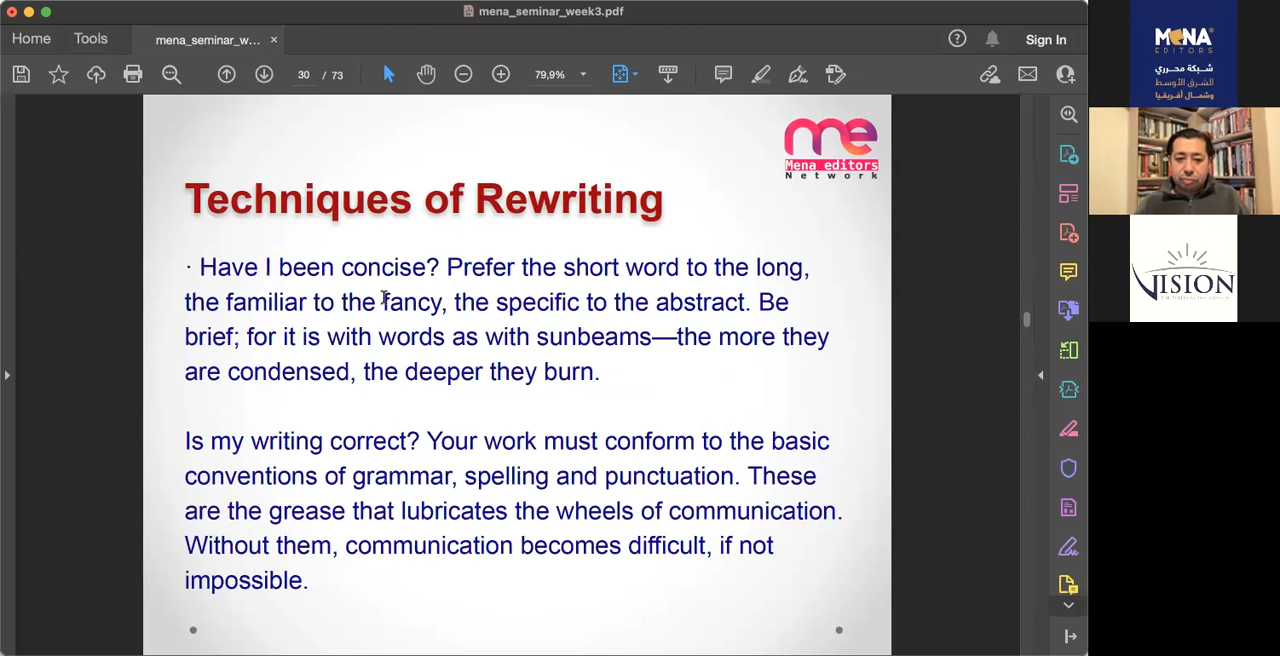 mena_seminar_week3.pdf
Home Tools mena_seminar_w... × Sign In
30 / 73 79,9%
me
Mena editors
Network
Techniques of Rewriting
· Have I been concise? Prefer the short word to the long,
the familiar to the fancy, the specific to the abstract. Be
brief; for it is with words as with sunbeams—the more they
are condensed, the deeper they burn.
Is my writing correct? Your work must conform to the basic
conventions of grammar, spelling and punctuation. These
are the grease that lubricates the wheels of communication.
Without them, communication becomes difficult, if not
impossible.
MENA
EDITORS
شبكة محرري
الشرق الأوسط
وشمال أفريقيا
VISION